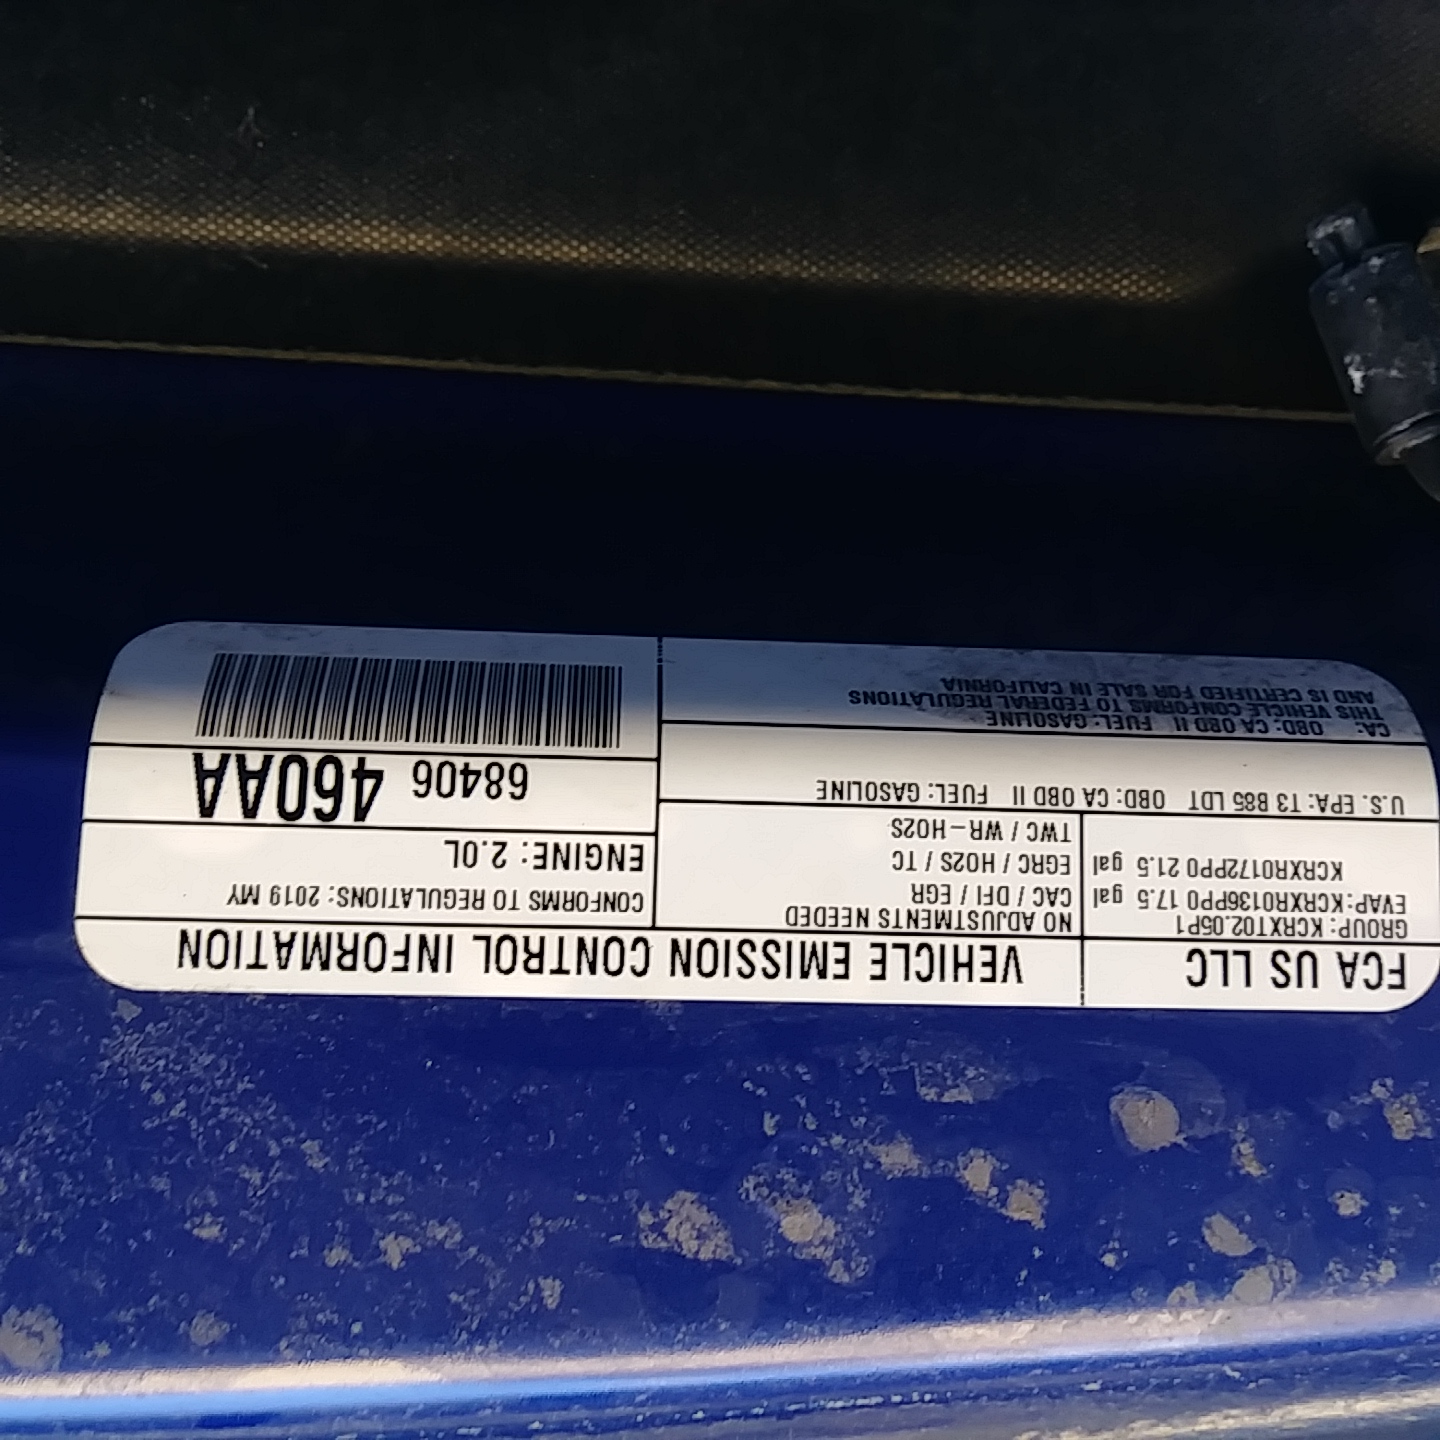 FCA US LLC
VEHICLE EMISSION CONTROL INFORMATION
GROUP: KCRXT02.05P1
EVAP: KCRXR0136PP0 17.5 gal
KCRXR0172PP0 21.5 gal
NO ADJUSTMENTS NEEDED
CAC / DFI / EGR
EGRC / HO2S / TC
TWC / WR-HO2S
CONFORMS TO REGULATIONS: 2019 MY
ENGINE: 2.0L
U.S. EPA: T3 B85 LDT OBD: CA OBD II FUEL: GASOLINE
68406 460AA
CA: OBD: CA OBD II FUEL: GASOLINE
THIS VEHICLE CONFORMS TO FEDERAL REGULATIONS
AND IS CERTIFIED FOR SALE IN CALIFORNIA